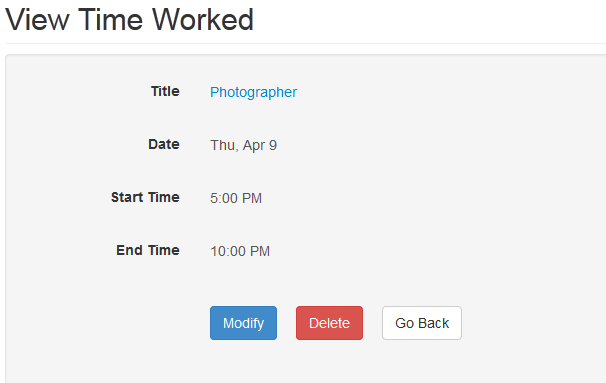 View Time Worked
Title Photographer
Date Thu, Apr 9
Start Time 5:00 PM
End Time 10:00 PM
Modify Delete Go Back